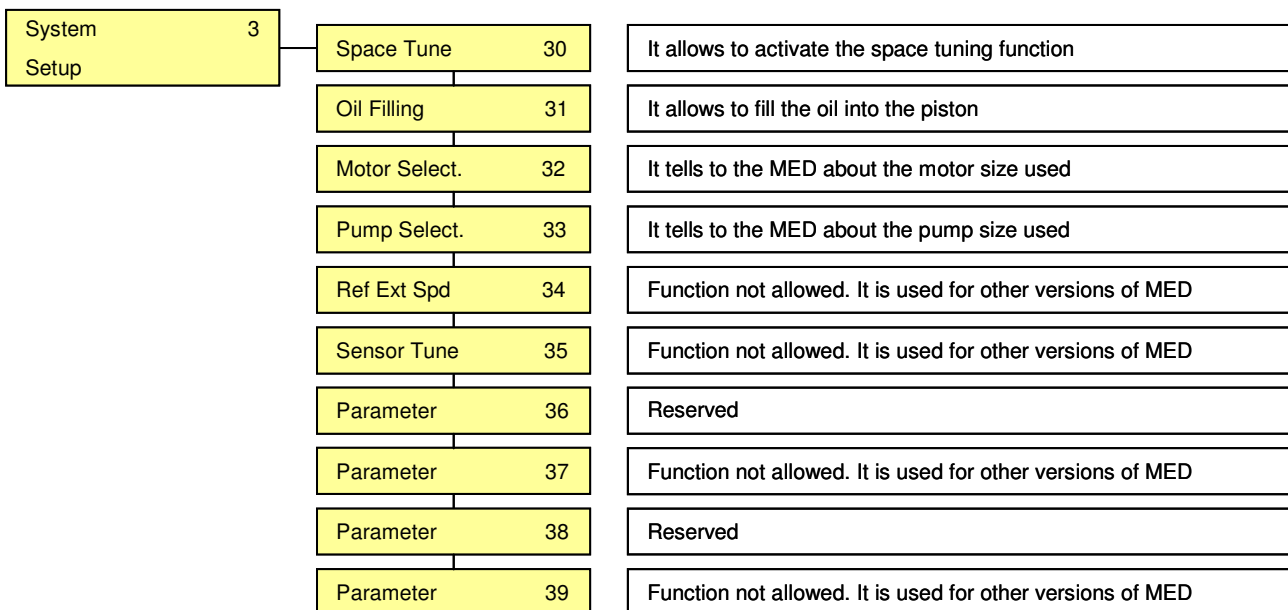 System 3
Setup
Space Tune 30 It allows to activate the space tuning function
Oil Filling 31 It allows to fill the oil into the piston
Motor Select. 32 It tells to the MED about the motor size used
Pump Select. 33 It tells to the MED about the pump size used
Ref Ext Spd 34 Function not allowed. It is used for other versions of MED
Sensor Tune 35 Function not allowed. It is used for other versions of MED
Parameter 36 Reserved
Parameter 37 Function not allowed. It is used for other versions of MED
Parameter 38 Reserved
Parameter 39 Function not allowed. It is used for other versions of MED